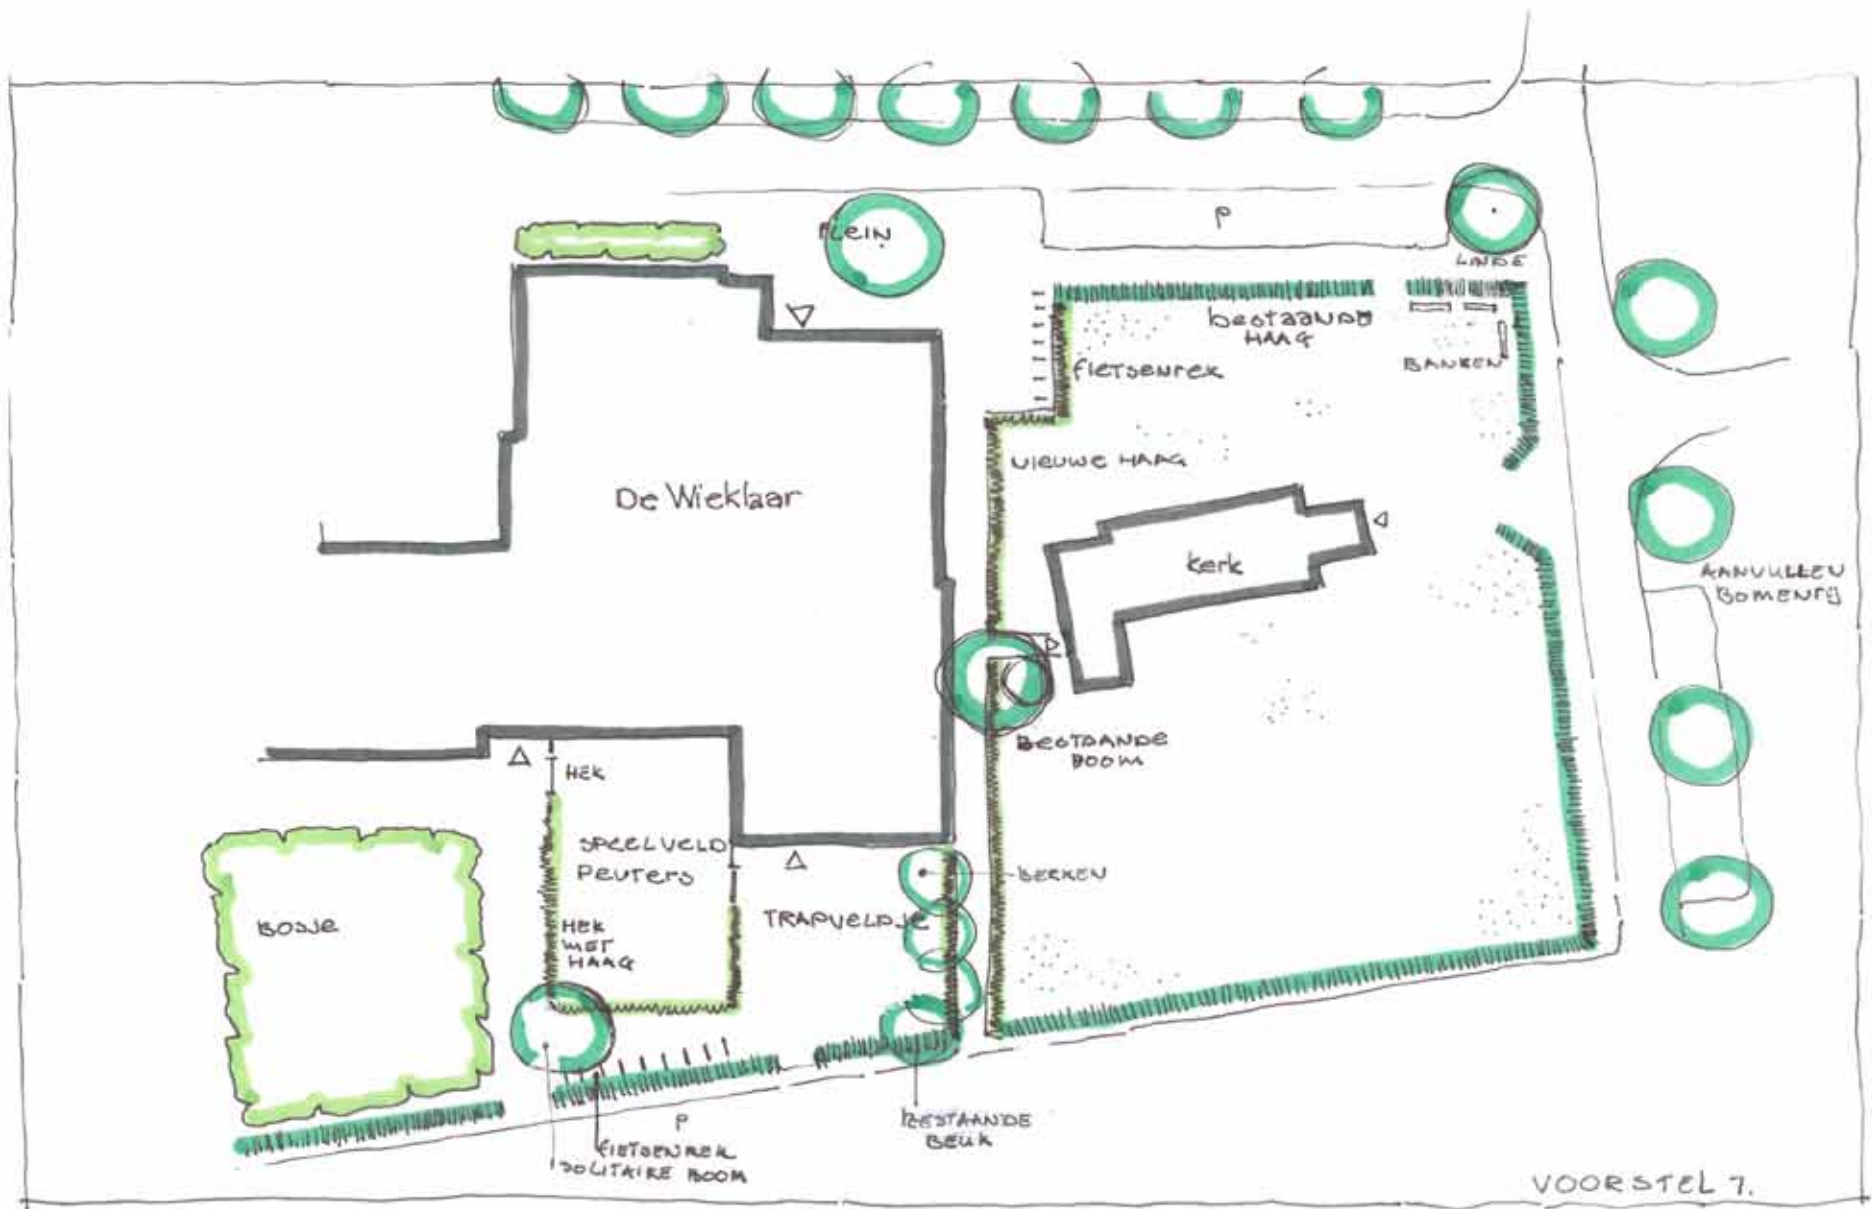 PLEIN
P
LINDE
bestaande
HAAG
BANKEN
fietsenrek
NIEUWE HAAG
De Wieklaar
kerk
AANVULLEN
BOMENRIJ
BESTAANDE
BOOM
HEK
SPEELVELD
Peuters
BERKEN
TRAPVELDJE
BOSJE
HEK
MET
HAAG
P
BESTAANDE
BEUK
FIETSENREK
SOLITAIRE BOOM
VOORSTEL 7.